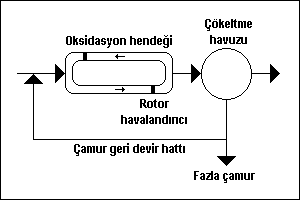 Oksidasyon hendeği
Çökeltme
havuzu
Rotor
havalandırıcı
Çamur geri devir hattı
Fazla çamur